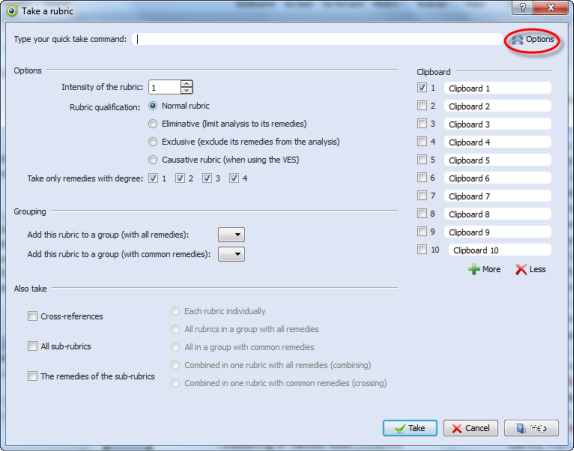 Take a rubric
Type your quick take command:
Options
Options
Intensity of the rubric: 1
Rubric qualification: Normal rubric
Eliminative (limit analysis to its remedies)
Exclusive (exclude its remedies from the analysis)
Causative rubric (when using the VES)
Take only remedies with degree: 1 2 3 4
Grouping
Add this rubric to a group (with all remedies):
Add this rubric to a group (with common remedies):
Also take
Cross-references
All sub-rubrics
The remedies of the sub-rubrics
Each rubric individually
All rubrics in a group with all remedies
All in a group with common remedies
Combined in one rubric with all remedies (combining)
Combined in one rubric with common remedies (crossing)
Clipboard
1 Clipboard 1
2 Clipboard 2
3 Clipboard 3
4 Clipboard 4
5 Clipboard 5
6 Clipboard 6
7 Clipboard 7
8 Clipboard 8
9 Clipboard 9
10 Clipboard 10
More Less
Take Cancel